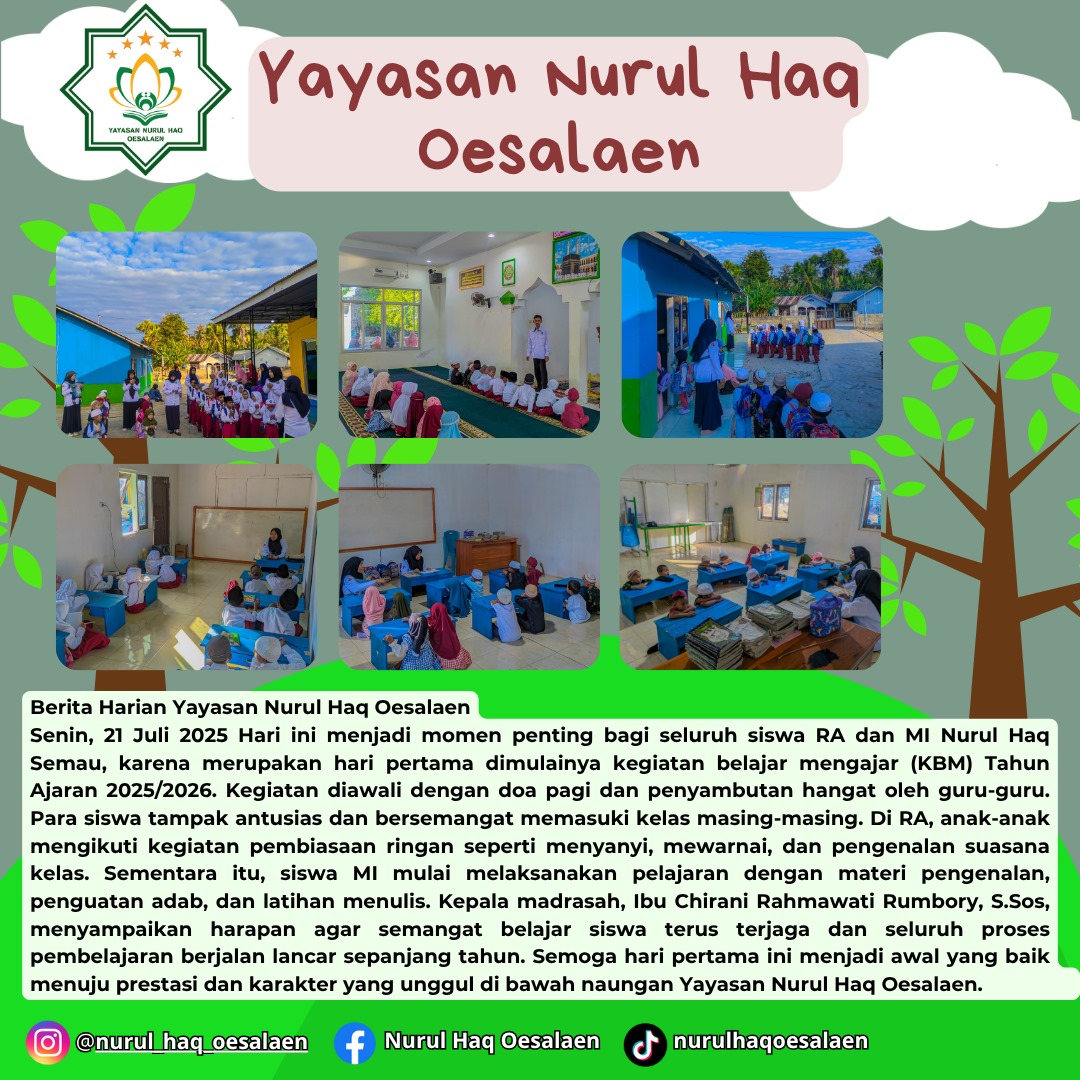 YAYASAN NURUL HAQ
OESALAEN
Yayasan Nurul Haq
Oesalaen
Berita Harian Yayasan Nurul Haq Oesalaen
Senin, 21 Juli 2025 Hari ini menjadi momen penting bagi seluruh siswa RA dan MI Nurul Haq
Semau, karena merupakan hari pertama dimulainya kegiatan belajar mengajar (KBM) Tahun
Ajaran 2025/2026. Kegiatan diawali dengan doa pagi dan penyambutan hangat oleh guru-guru.
Para siswa tampak antusias dan bersemangat memasuki kelas masing-masing. Di RA, anak-anak
mengikuti kegiatan pembiasaan ringan seperti menyanyi, mewarnai, dan pengenalan suasana
kelas. Sementara itu, siswa MI mulai melaksanakan pelajaran dengan materi pengenalan,
penguatan adab, dan latihan menulis. Kepala madrasah, Ibu Chirani Rahmawati Rumbory, S.Sos,
menyampaikan harapan agar semangat belajar siswa terus terjaga dan seluruh proses
pembelajaran berjalan lancar sepanjang tahun. Semoga hari pertama ini menjadi awal yang baik
menuju prestasi dan karakter yang unggul di bawah naungan Yayasan Nurul Haq Oesalaen.
@nurul_haq_oesalaen
Nurul Haq Oesalaen
nurulhaqoesalaen